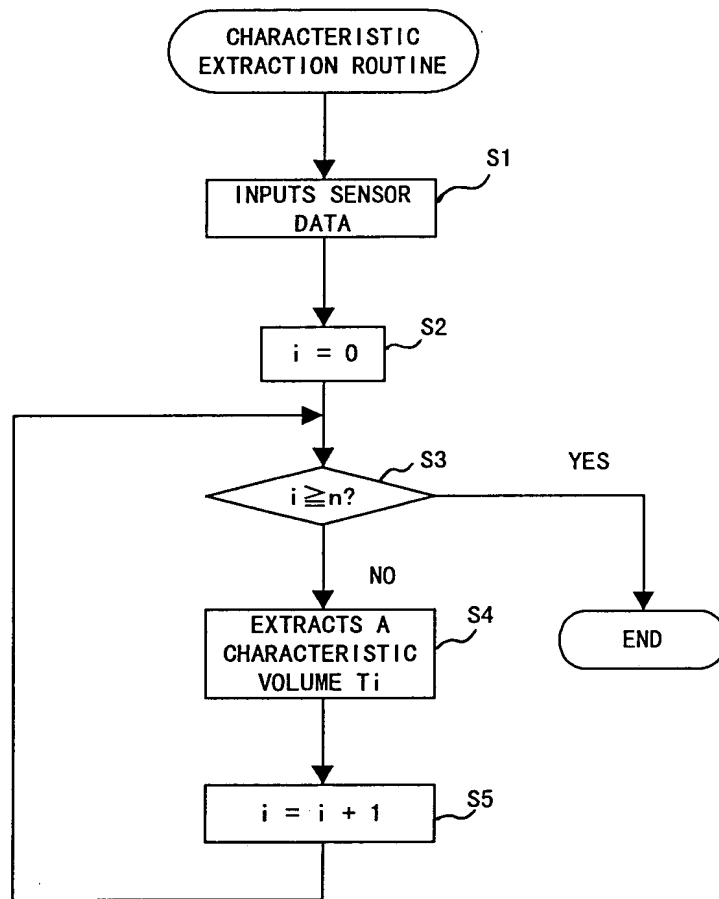 CHARACTERISTIC
EXTRACTION ROUTINE
S1
INPUTS SENSOR
DATA
S2
i = 0
S3
YES
i ≧ n?
NO
EXTRACTS A
CHARACTERISTIC
VOLUME Ti
S4
END
i = i + 1
S5